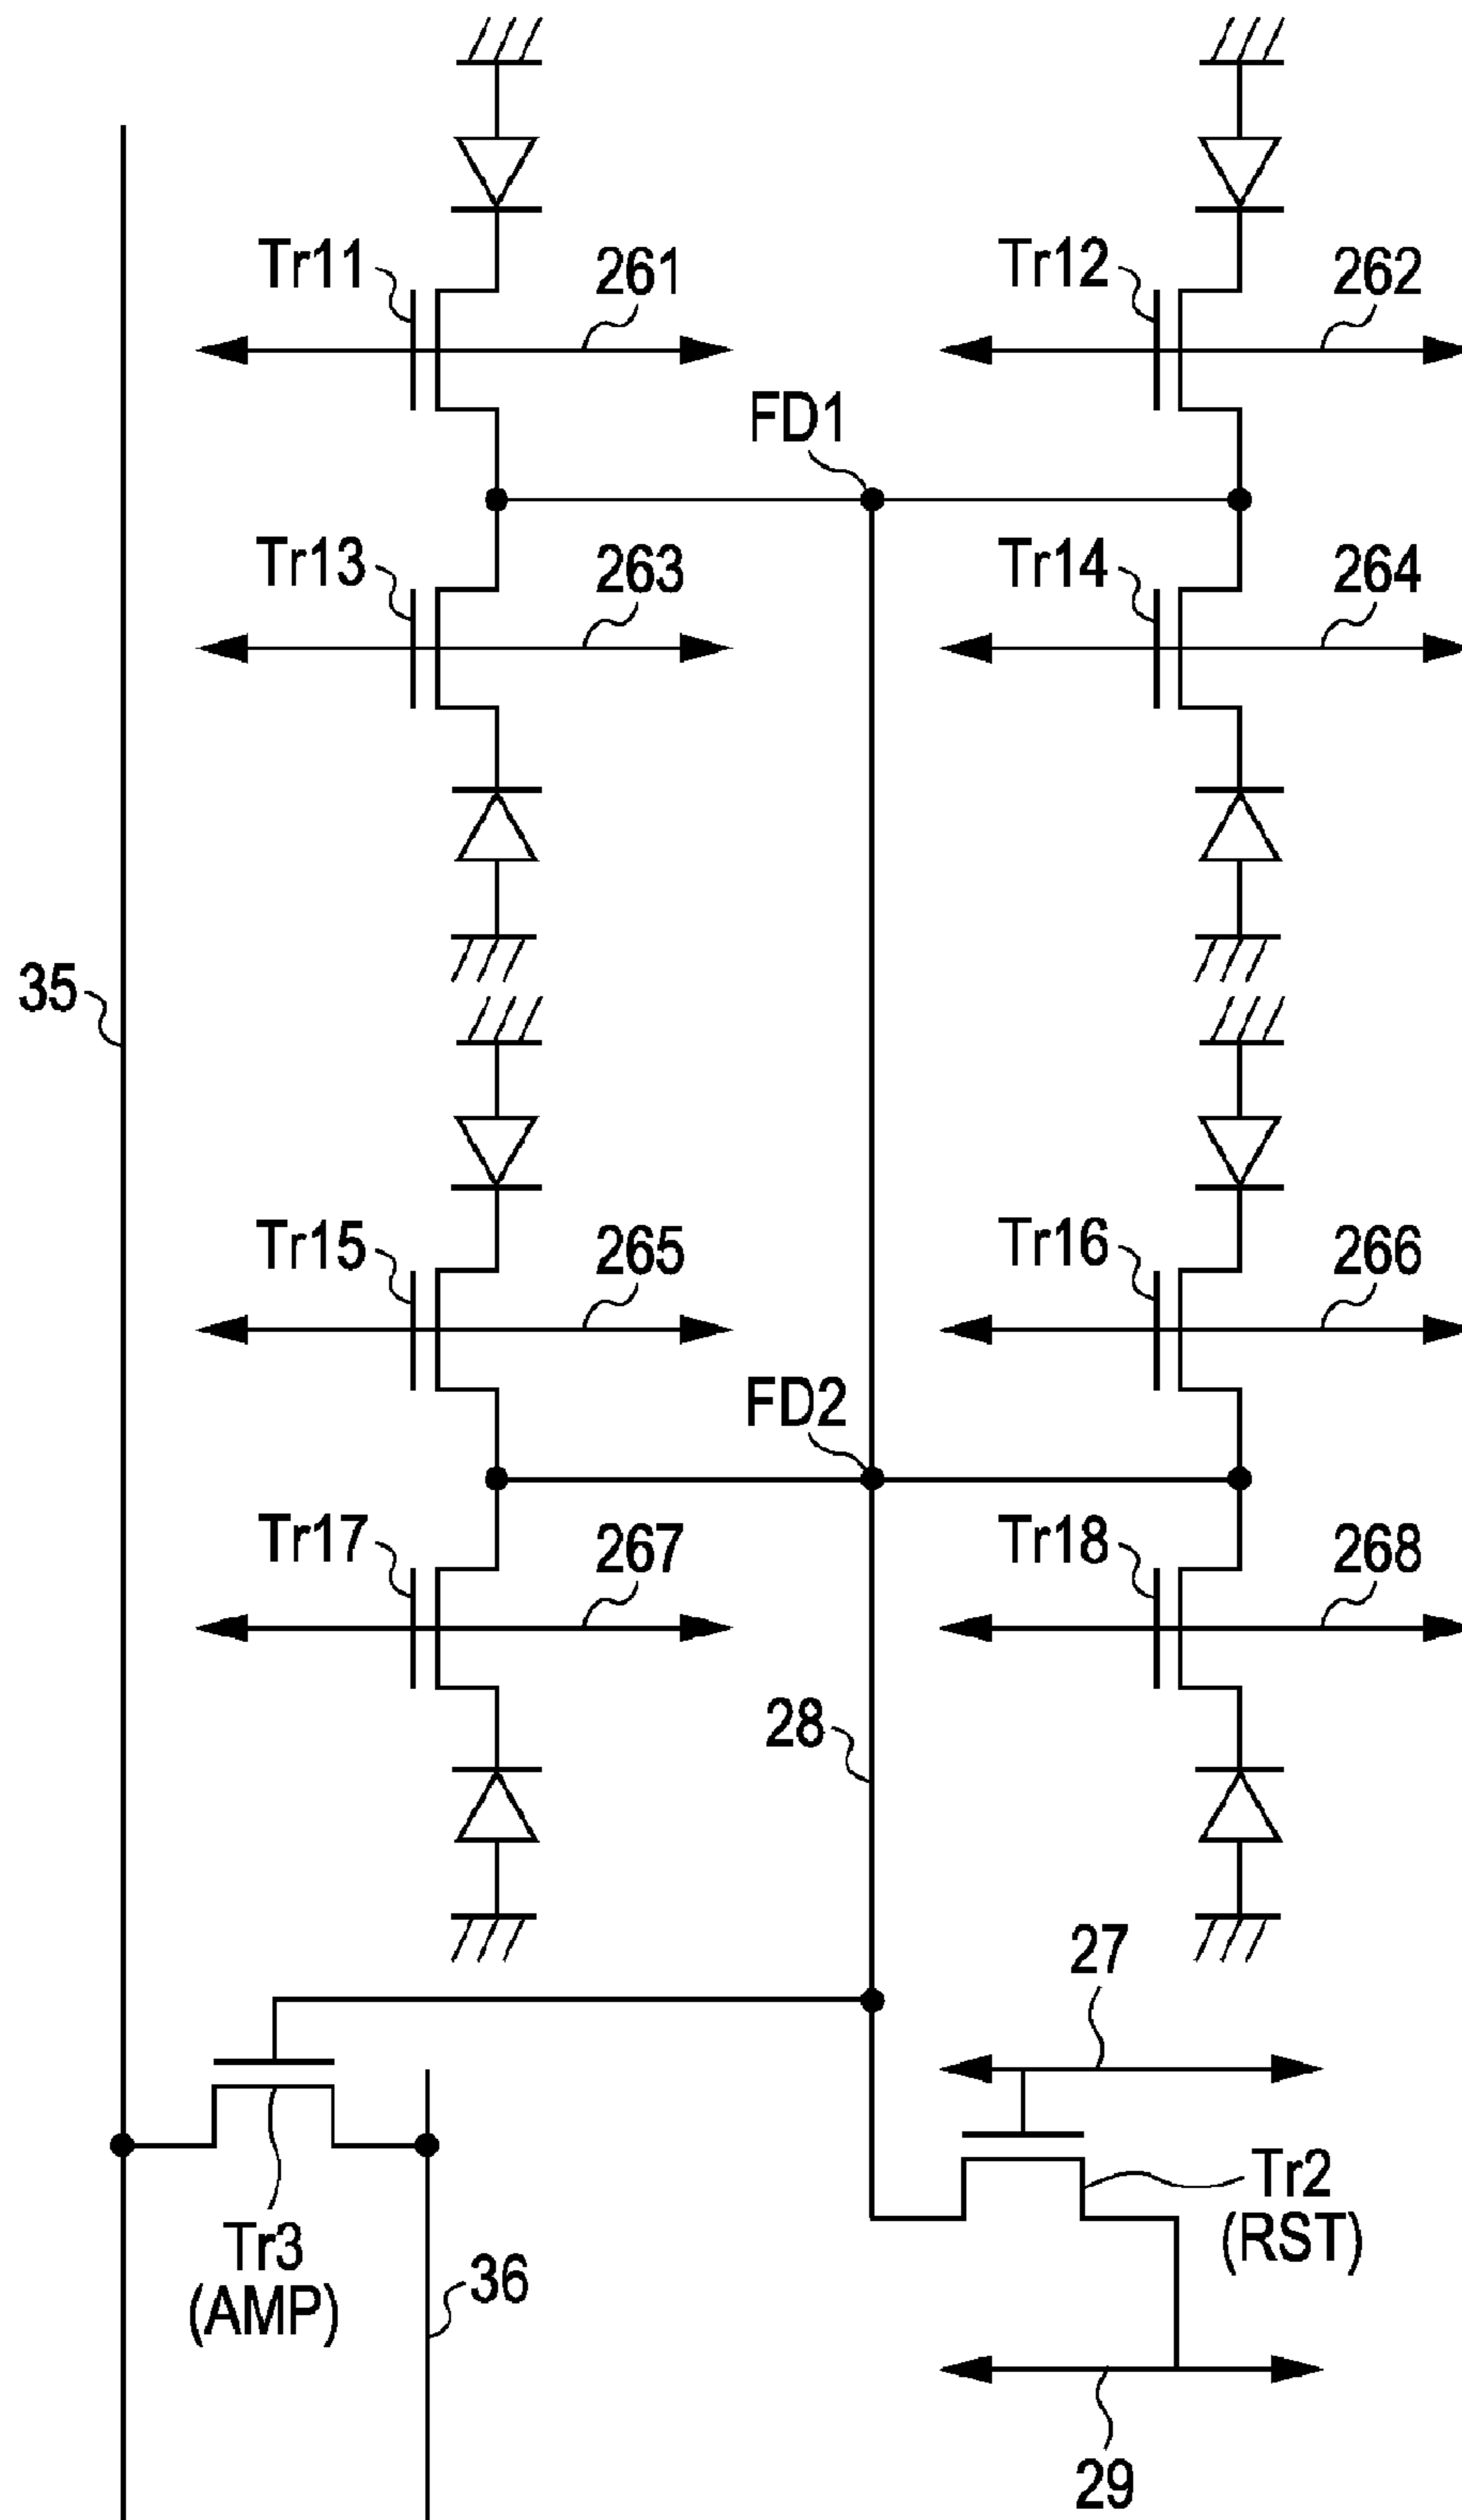 Tr11
261
Tr12
262
FD1
Tr13
263
Tr14
264
35
Tr15
265
Tr16
266
FD2
Tr17
267
Tr18
268
28
27
Tr2
(RST)
Tr3
(AMP)
36
29